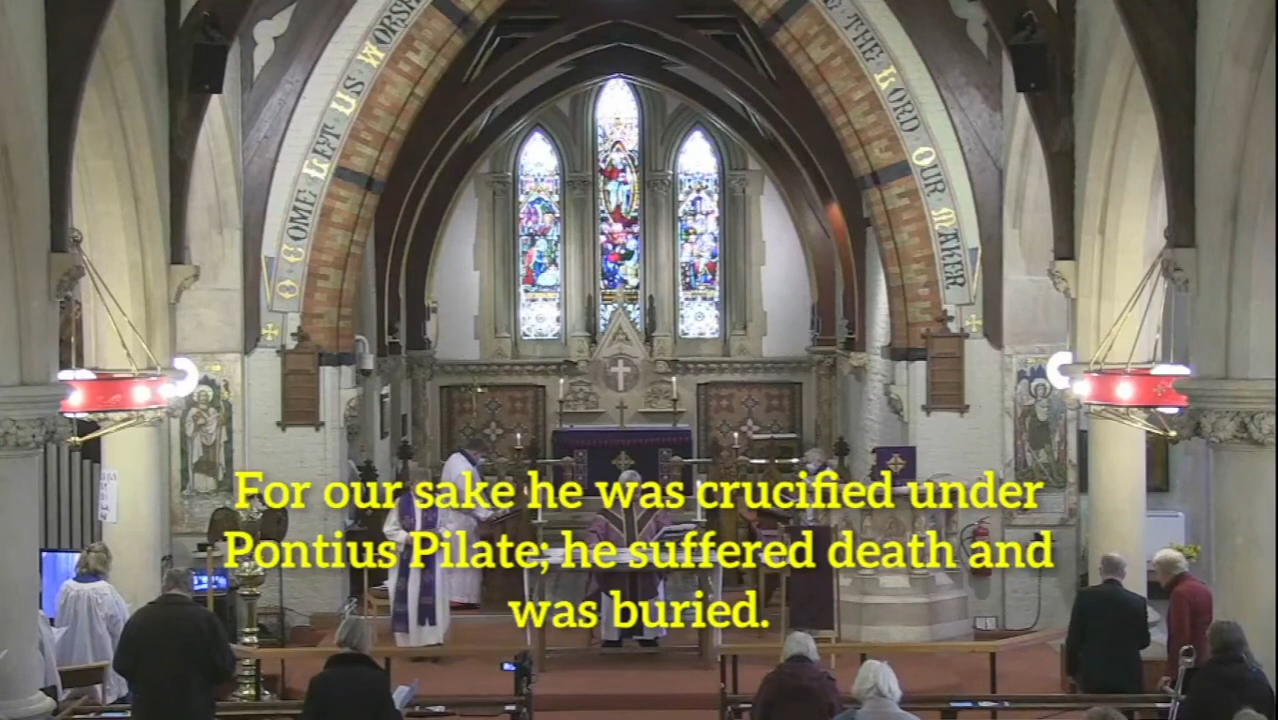 O COME LET US WORSH
THE LORD OUR MAKER
For our sake he was crucified under
Pontius Pilate; he suffered death and
was buried.